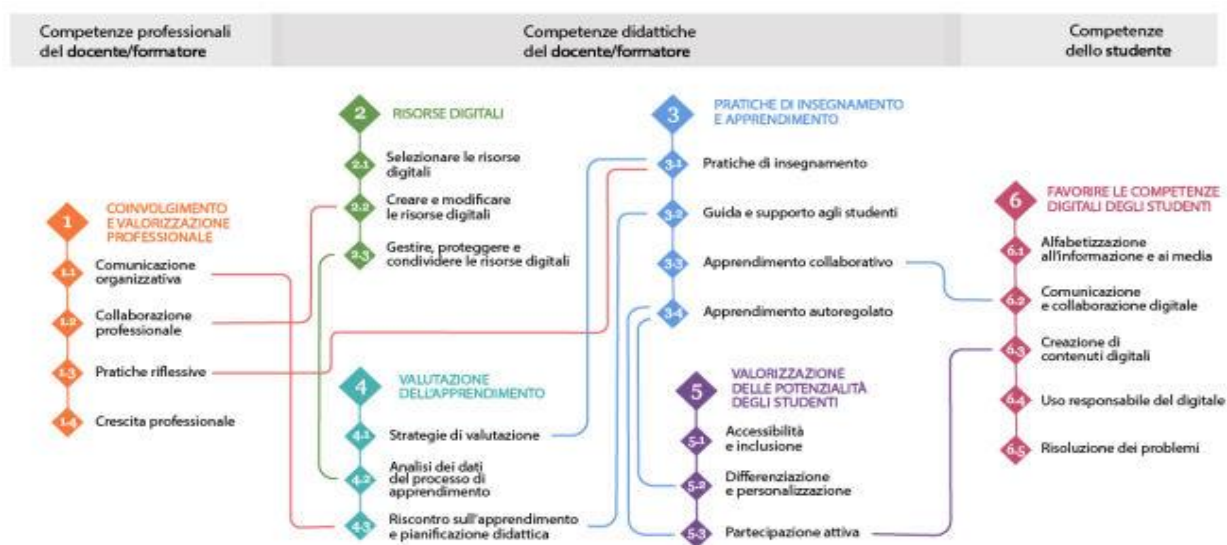 Competenze professionali
del docente/formatore
Competenze didattiche
del docente/formatore
Competenze
dello studente
1
COINVOLGIMENTO
E VALORIZZAZIONE
PROFESSIONALE
1.1
Comunicazione
organizzativa
1.2
Collaborazione
professionale
1.3
Pratiche riflessive
1.4
Crescita professionale
2
RISORSE DIGITALI
2.1
Selezionare le risorse
digitali
2.2
Creare e modificare
le risorse digitali
2.3
Gestire, proteggere e
condividere le risorse digitali
3
PRATICHE DI INSEGNAMENTO
E APPRENDIMENTO
3.1
Pratiche di insegnamento
3.2
Guida e supporto agli studenti
3.3
Apprendimento collaborativo
3.4
Apprendimento autoregolato
4
VALUTAZIONE
DELL'APPRENDIMENTO
4.1
Strategie di valutazione
4.2
Analisi dei dati
del processo di
apprendimento
4.3
Riscontro sull'apprendimento
e pianificazione didattica
5
VALORIZZAZIONE
DELLE POTENZIALITÀ
DEGLI STUDENTI
5.1
Accessibilità
e inclusione
5.2
Differenziazione
e personalizzazione
5.3
Partecipazione attiva
6
FAVORIRE LE COMPETENZE
DIGITALI DEGLI STUDENTI
6.1
Alfabetizzazione
all'informazione e ai media
6.2
Comunicazione
e collaborazione digitale
6.3
Creazione di
contenuti digitali
6.4
Uso responsabile del digitale
6.5
Risoluzione dei problemi